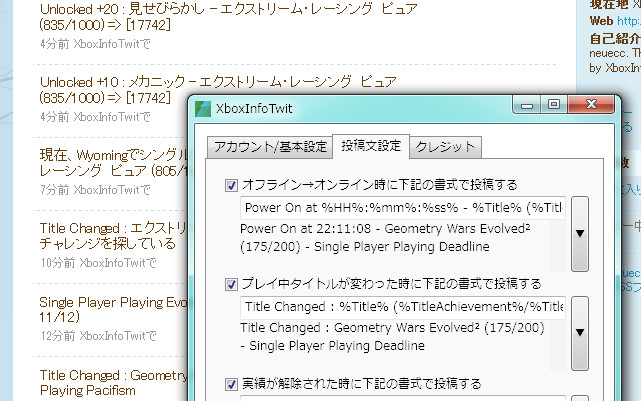 Unlocked +20 : 見せびらかし - エクストリーム・レーシング ピュア
(835/1000) => [17742]
4分前 XboxInfoTwitで
Unlocked +10 : メカニック - エクストリーム・レーシング ピュア
(835/1000) => [17742]
4分前 XboxInfoTwitで
現在、Wyomingでシングル
レーシング ピュア (805/
7分前 XboxInfoTwitで
Title Changed : エクストリ
チャレンジを探している
10分前 XboxInfoTwitで
Single Player Playing Evo
11/12)
12分前 XboxInfoTwitで
Title Changed : Geometry
Playing Pacifism
現在地 X
Web http:
自己紹介
neuecc. Th
by XboxIn
XboxInfoTwit
アカウント/基本設定
投稿文設定
クレジット
オフライン→オンライン時に下記の書式で投稿する
Power On at %HH%:%mm%:%ss% - %Title% (%Titl
Power On at 22:11:08 - Geometry Wars Evolved²
(175/200) - Single Player Playing Deadline
プレイ中タイトルが変わった時に下記の書式で投稿する
Title Changed : %Title% (%TitleAchievement%/%Title
Title Changed : Geometry Wars Evolved² (175/200)
- Single Player Playing Deadline
実績が解除された時に下記の書式で投稿する